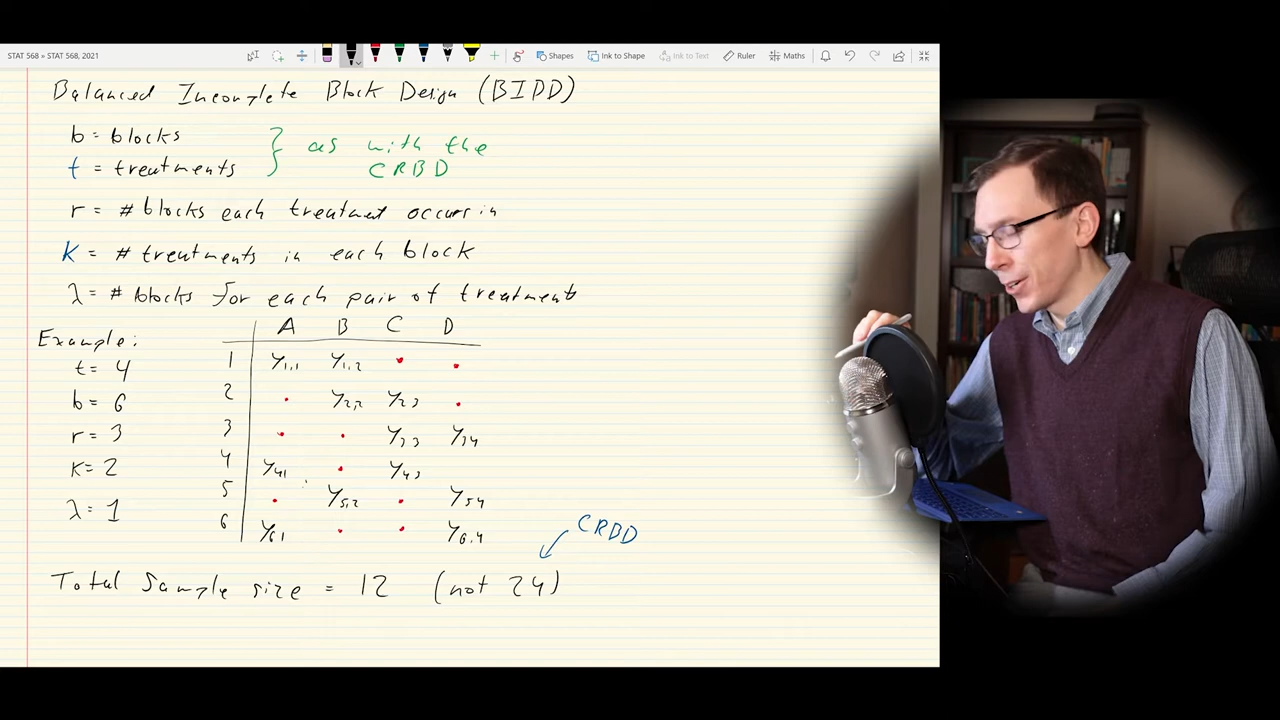 STAT 568 » STAT 568, 2021
Shapes Ink to Shape Ink to Text Ruler Maths
Balanced Incomplete Block Design (BIBD)
b = blocks
t = treatments
} as with the
CRBD
r = # blocks each treatment occurs in
K = # treatments in each block
λ = # blocks for each pair of treatments
Example:
t = 4
b = 6
r = 3
K = 2
λ = 1
A B C D
1 y1,1 y1,2 • •
2 • y2,2 y2,3 •
3 • • y3,3 y3,4
4 y4,1 • y4,3 
5 • y5,2 • y5,4
6 y6,1 • • y6,4
CRBD
Total Sample size = 12 (not 24)